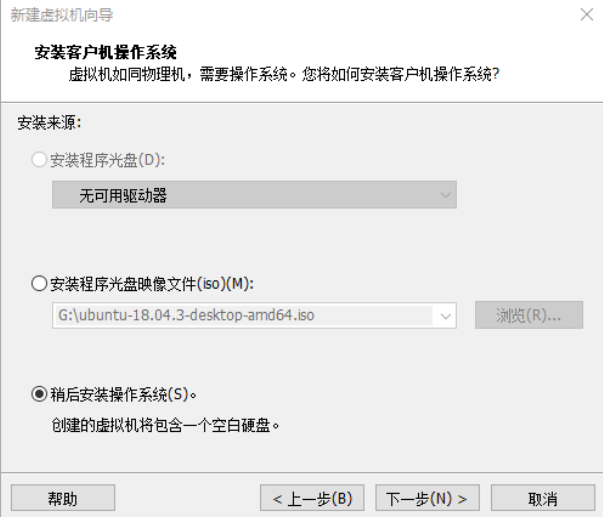 新建虚拟机向导
安装客户机操作系统
虚拟机如同物理机，需要操作系统。您将如何安装客户机操作系统?
安装来源:
安装程序光盘(D):
无可用驱动器
安装程序光盘映像文件(iso)(M):
G:\ubuntu-18.04.3-desktop-amd64.iso
浏览(R)...
稍后安装操作系统(S)。
创建的虚拟机将包含一个空白硬盘。
帮助
< 上一步(B)
下一步(N) >
取消